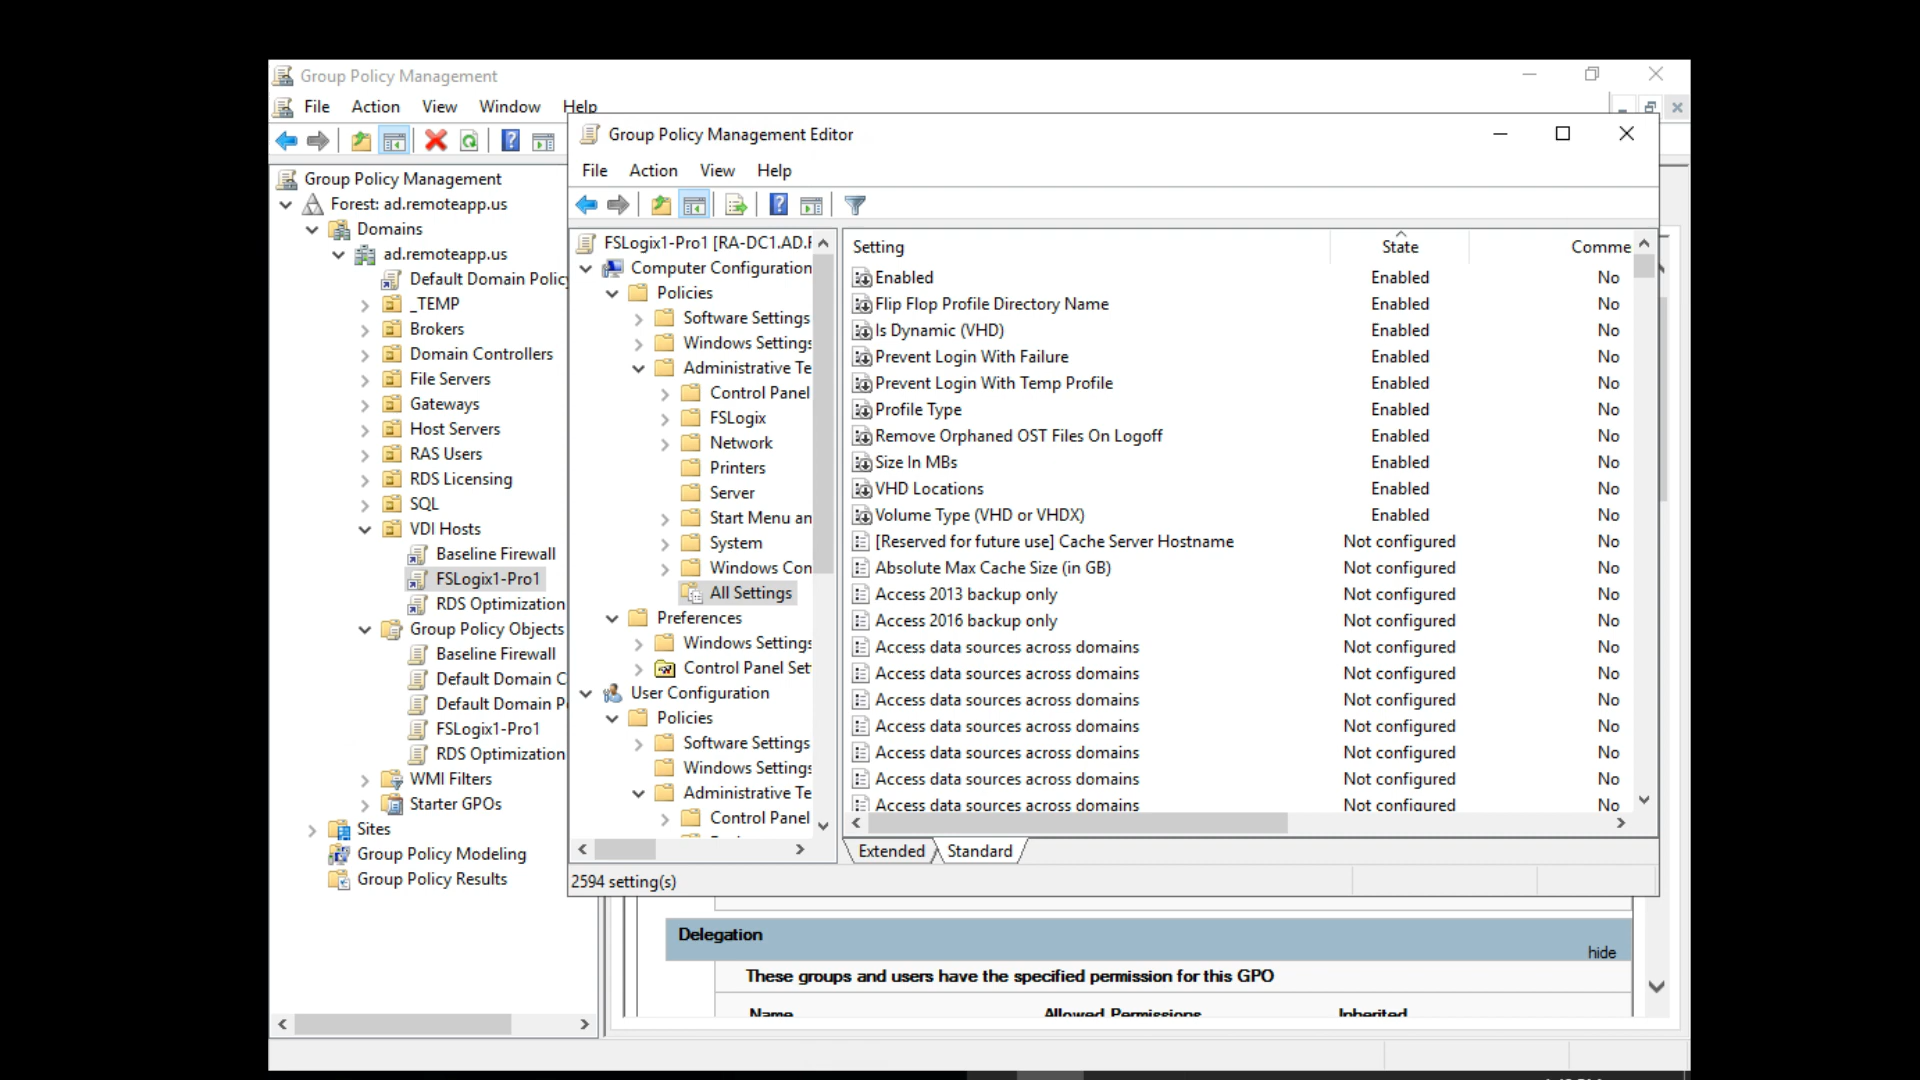 Group Policy Management
File Action View Window Help
Group Policy Management
Forest: ad.remoteapp.us
Domains
ad.remoteapp.us
Default Domain Policy
_TEMP
Brokers
Domain Controllers
File Servers
Gateways
Host Servers
RAS Users
RDS Licensing
SQL
VDI Hosts
Baseline Firewall
FSLogix1-Pro1
RDS Optimization
Group Policy Objects
Baseline Firewall
Default Domain C
Default Domain P
FSLogix1-Pro1
RDS Optimization
WMI Filters
Starter GPOs
Sites
Group Policy Modeling
Group Policy Results
Group Policy Management Editor
File Action View Help
FSLogix1-Pro1 [RA-DC1.AD.
Computer Configuration
Policies
Software Settings
Windows Settings
Administrative Te
Control Panel
FSLogix
Network
Printers
Server
Start Menu an
System
Windows Con
All Settings
Preferences
Windows Settings
Control Panel Set
User Configuration
Policies
Software Settings
Windows Settings
Administrative Te
Control Panel
Setting State Comme
Enabled Enabled No
Flip Flop Profile Directory Name Enabled No
Is Dynamic (VHD) Enabled No
Prevent Login With Failure Enabled No
Prevent Login With Temp Profile Enabled No
Profile Type Enabled No
Remove Orphaned OST Files On Logoff Enabled No
Size In MBs Enabled No
VHD Locations Enabled No
Volume Type (VHD or VHDX) Enabled No
[Reserved for future use] Cache Server Hostname Not configured No
Absolute Max Cache Size (in GB) Not configured No
Access 2013 backup only Not configured No
Access 2016 backup only Not configured No
Access data sources across domains Not configured No
Access data sources across domains Not configured No
Access data sources across domains Not configured No
Access data sources across domains Not configured No
Access data sources across domains Not configured No
Access data sources across domains Not configured No
Access data sources across domains Not configured No
Extended Standard
2594 setting(s)
Delegation
hide
These groups and users have the specified permission for this GPO
Name Allowed Permissions Inherited